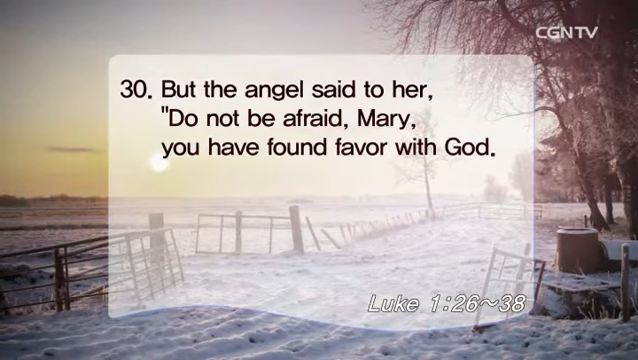 CGNTV
30. But the angel said to her,
"Do not be afraid, Mary,
you have found favor with God.
Luke 1:26~38